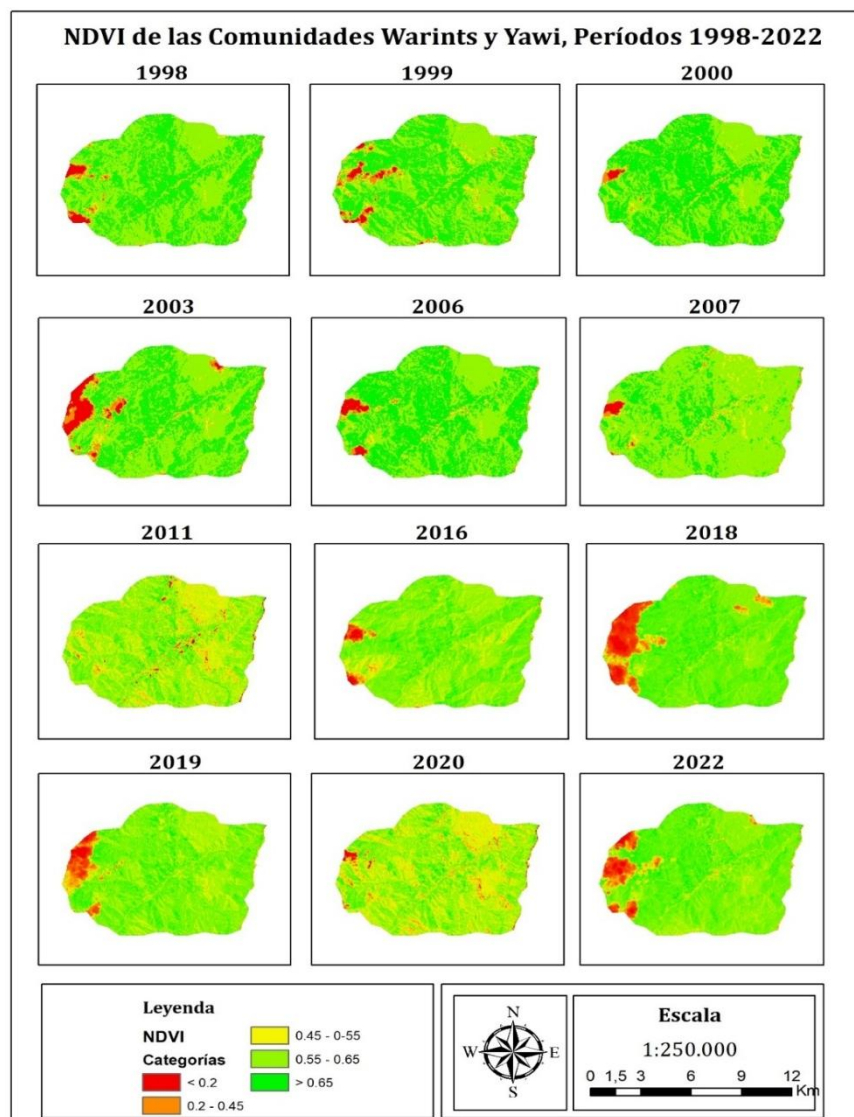 NDVI de las Comunidades Warints y Yawi, Períodos 1998-2022
1998 1999 2000
2003 2006 2007
2011 2016 2018
2019 2020 2022
Leyenda
NDVI
Categorías
< 0.2
0.2 - 0.45
0.45 - 0-55
0.55 - 0.65
> 0.65
N
W E
S
Escala
1:250.000
0 1,5 3 6 9 12
Km